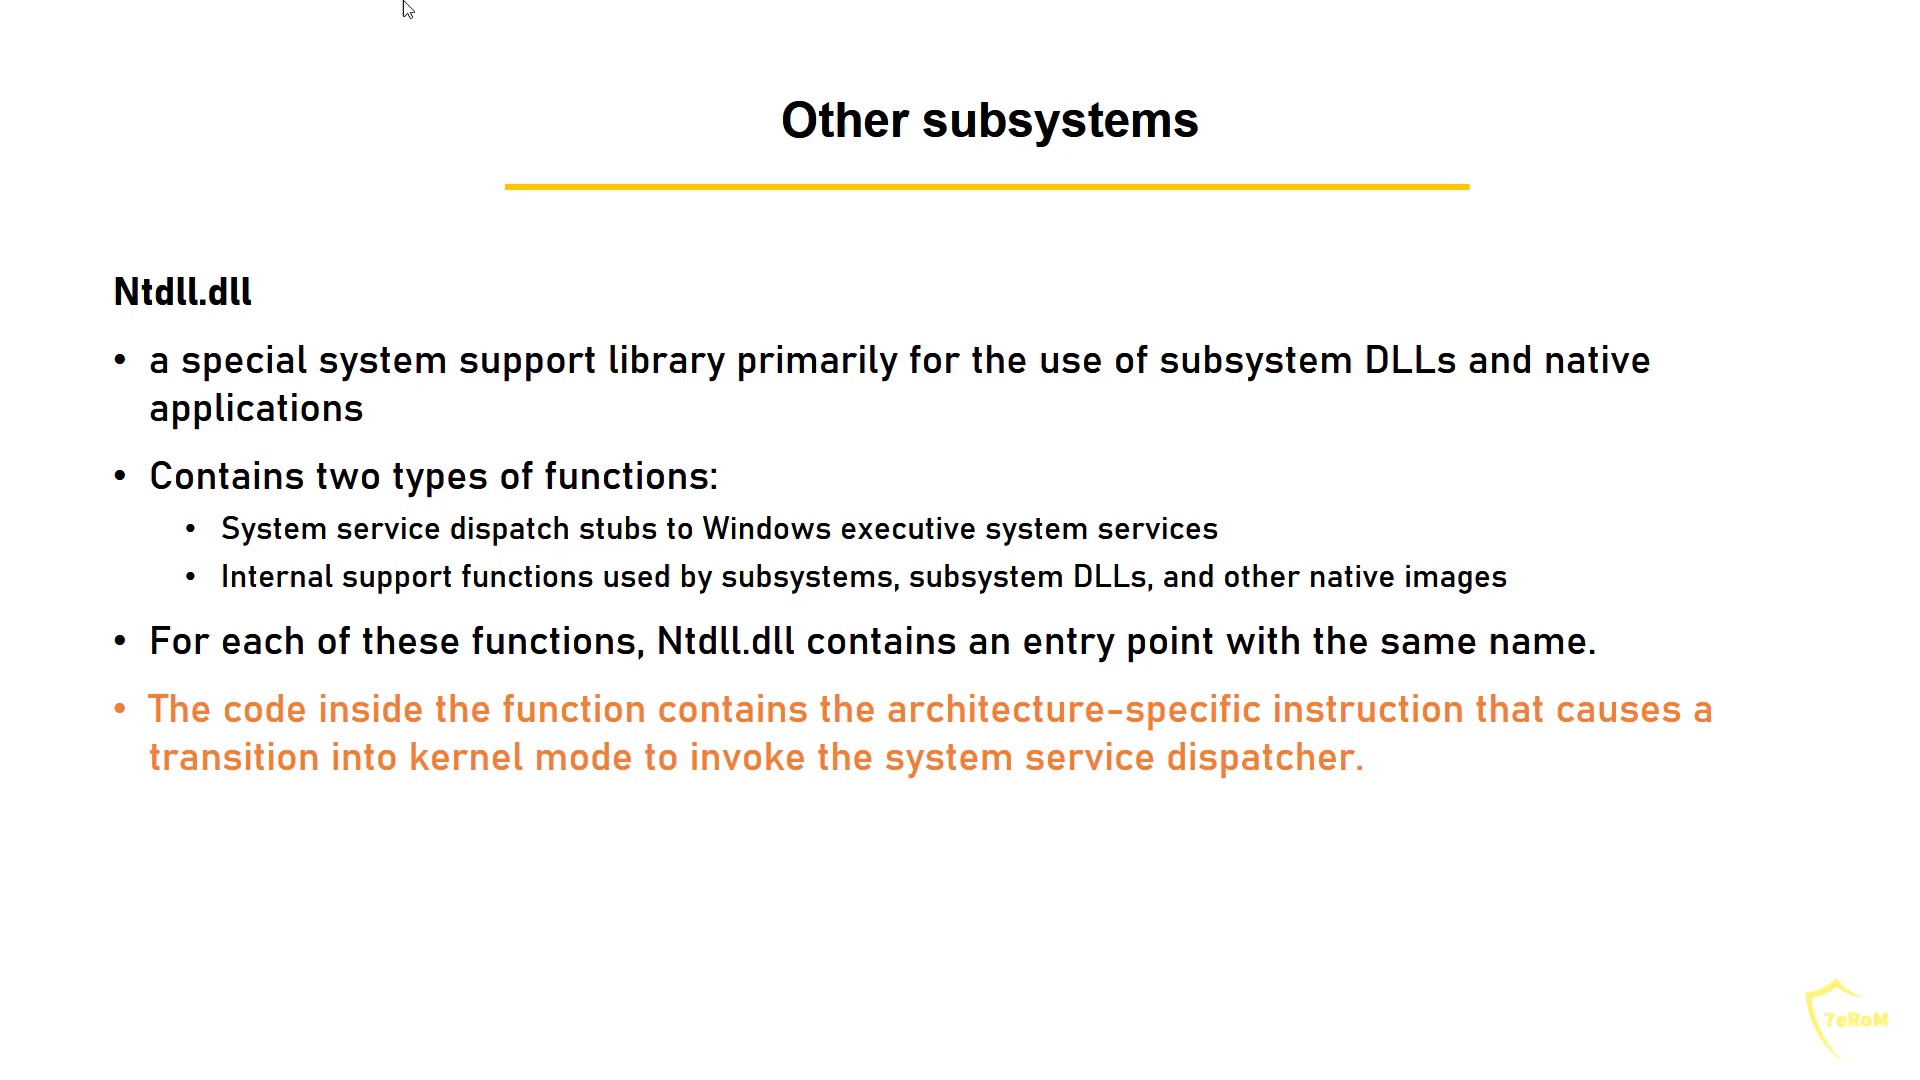 Other subsystems
Ntdll.dll
• a special system support library primarily for the use of subsystem DLLs and native
applications
• Contains two types of functions:
• System service dispatch stubs to Windows executive system services
• Internal support functions used by subsystems, subsystem DLLs, and other native images
• For each of these functions, Ntdll.dll contains an entry point with the same name.
• The code inside the function contains the architecture-specific instruction that causes a
transition into kernel mode to invoke the system service dispatcher.
7eRoM